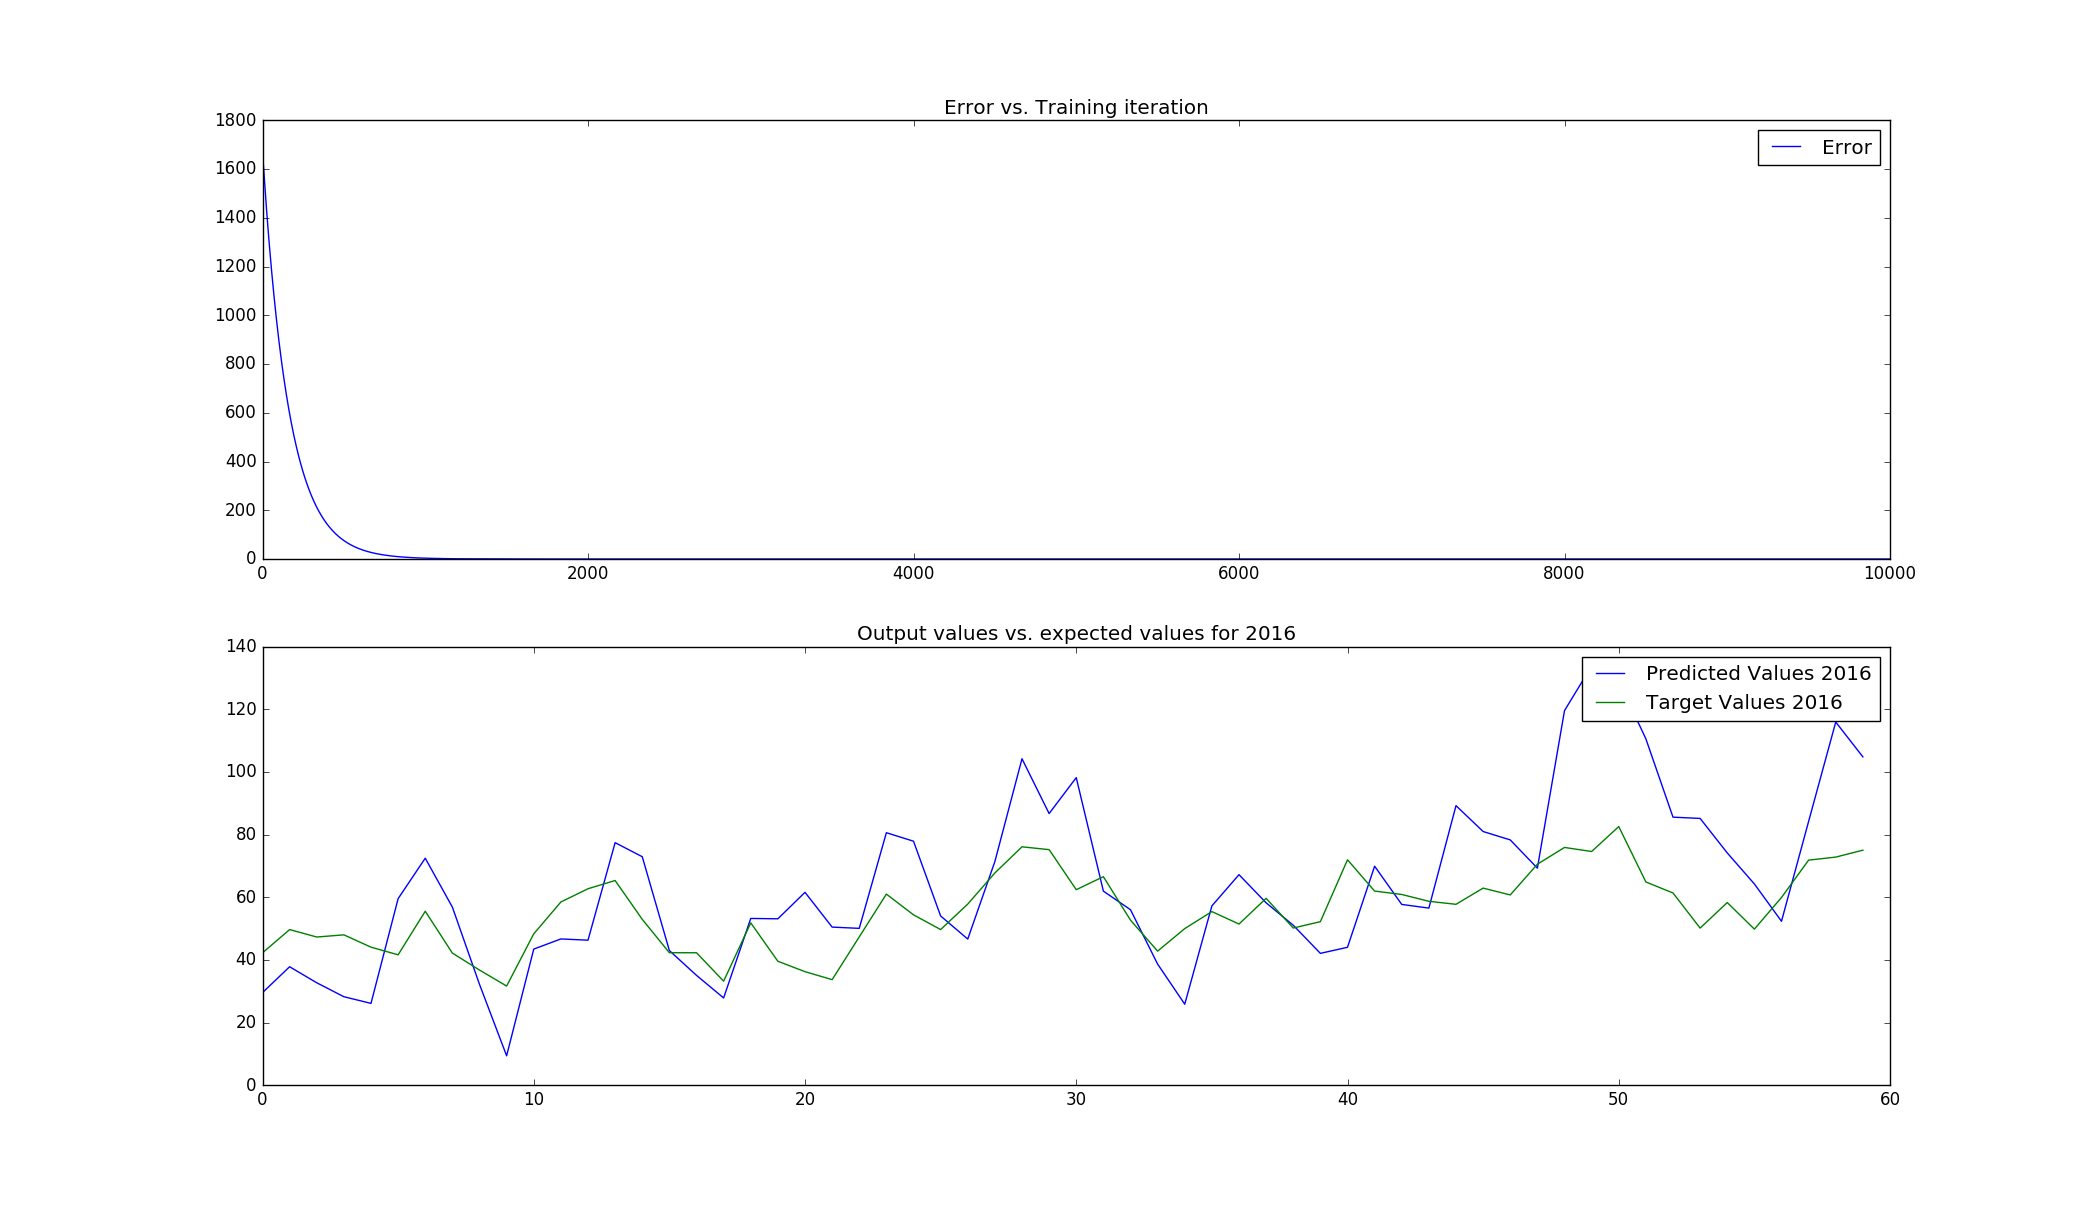 Error vs. Training iteration
1800
1600
1400
1200
1000
800
600
400
200
0
Error
0 2000 4000 6000 8000 10000
Output values vs. expected values for 2016
140
120
100
80
60
40
20
0
Predicted Values 2016
Target Values 2016
0 10 20 30 40 50 60